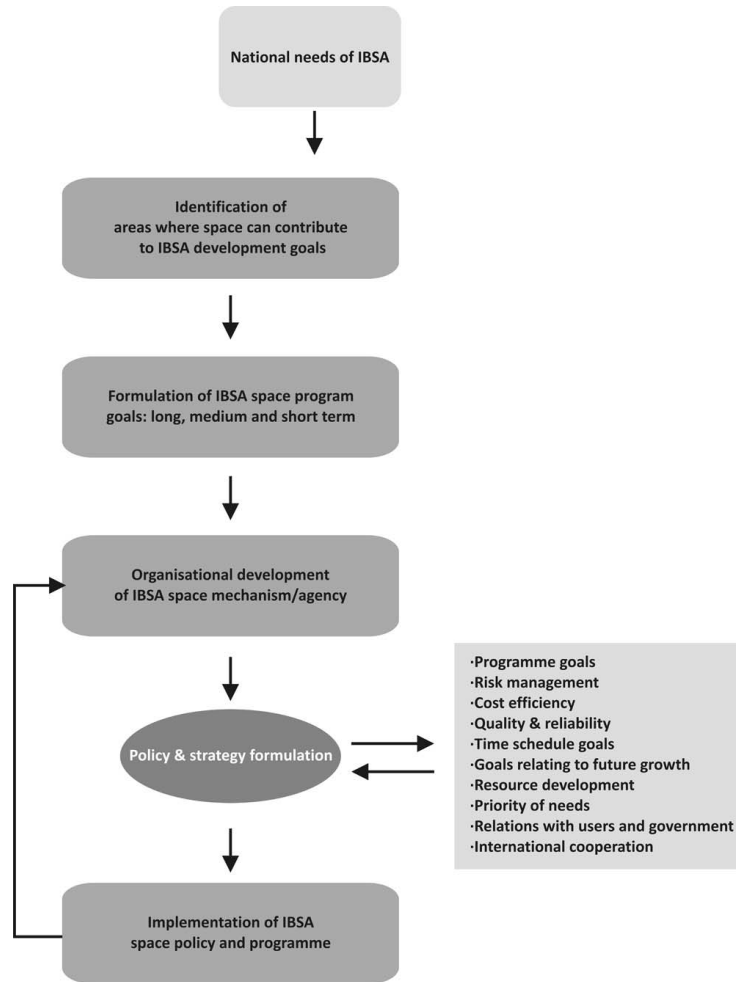 National needs of IBSA
Identification of
areas where space can contribute
to IBSA development goals
Formulation of IBSA space program
goals: long, medium and short term
Organisational development
of IBSA space mechanism/agency
Policy & strategy formulation
·Programme goals
·Risk management
·Cost efficiency
·Quality & reliability
·Time schedule goals
·Goals relating to future growth
·Resource development
·Priority of needs
·Relations with users and government
·International cooperation
Implementation of IBSA
space policy and programme